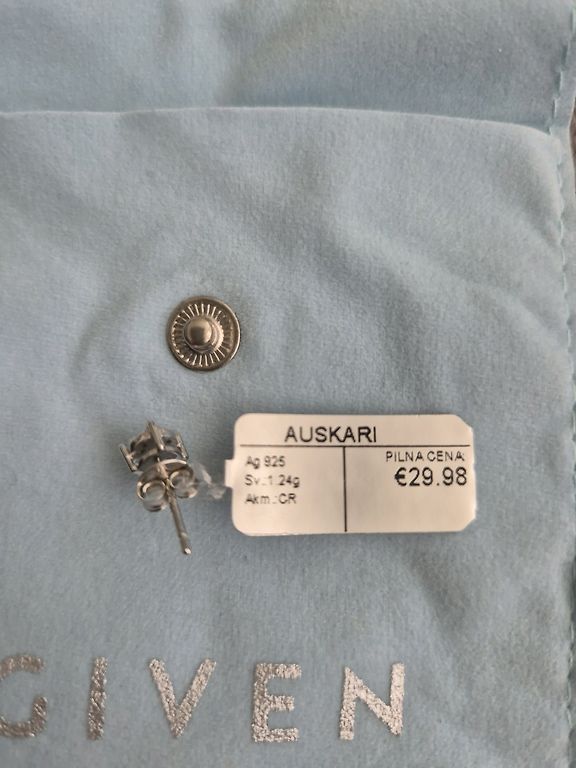 AUSKARI
Ag 925
Sv.:1.24g
Akm.:CR
PILNA CENA:
€29.98
GIVEN